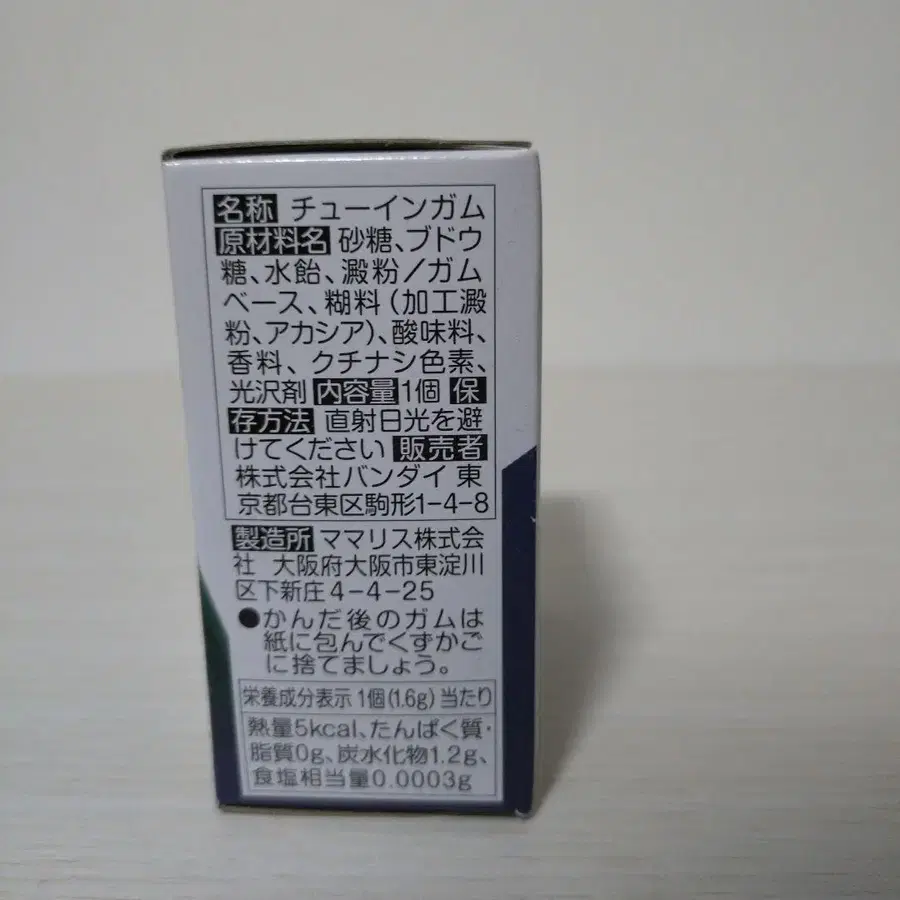 名称 チューインガム
原材料名 砂糖、ブドウ
糖、水飴、澱粉/ガム
ベース、糊料(加工澱
粉、アカシア)、酸味料、
香料、クチナシ色素、
光沢剤 内容量 1個 保
存方法 直射日光を避
けてください 販売者
株式会社バンダイ 東
京都台東区駒形1-4-8
製造所 ママリス株式会
社 大阪府大阪市東淀川
区下新庄4-4-25
●かんだ後のガムは
紙に包んでくずかご
に捨てましょう。
栄養成分表示 1個(1.6g)当たり
熱量5kcal、たんぱく質・
脂質0g、炭水化物1.2g、
食塩相当量0.0003g